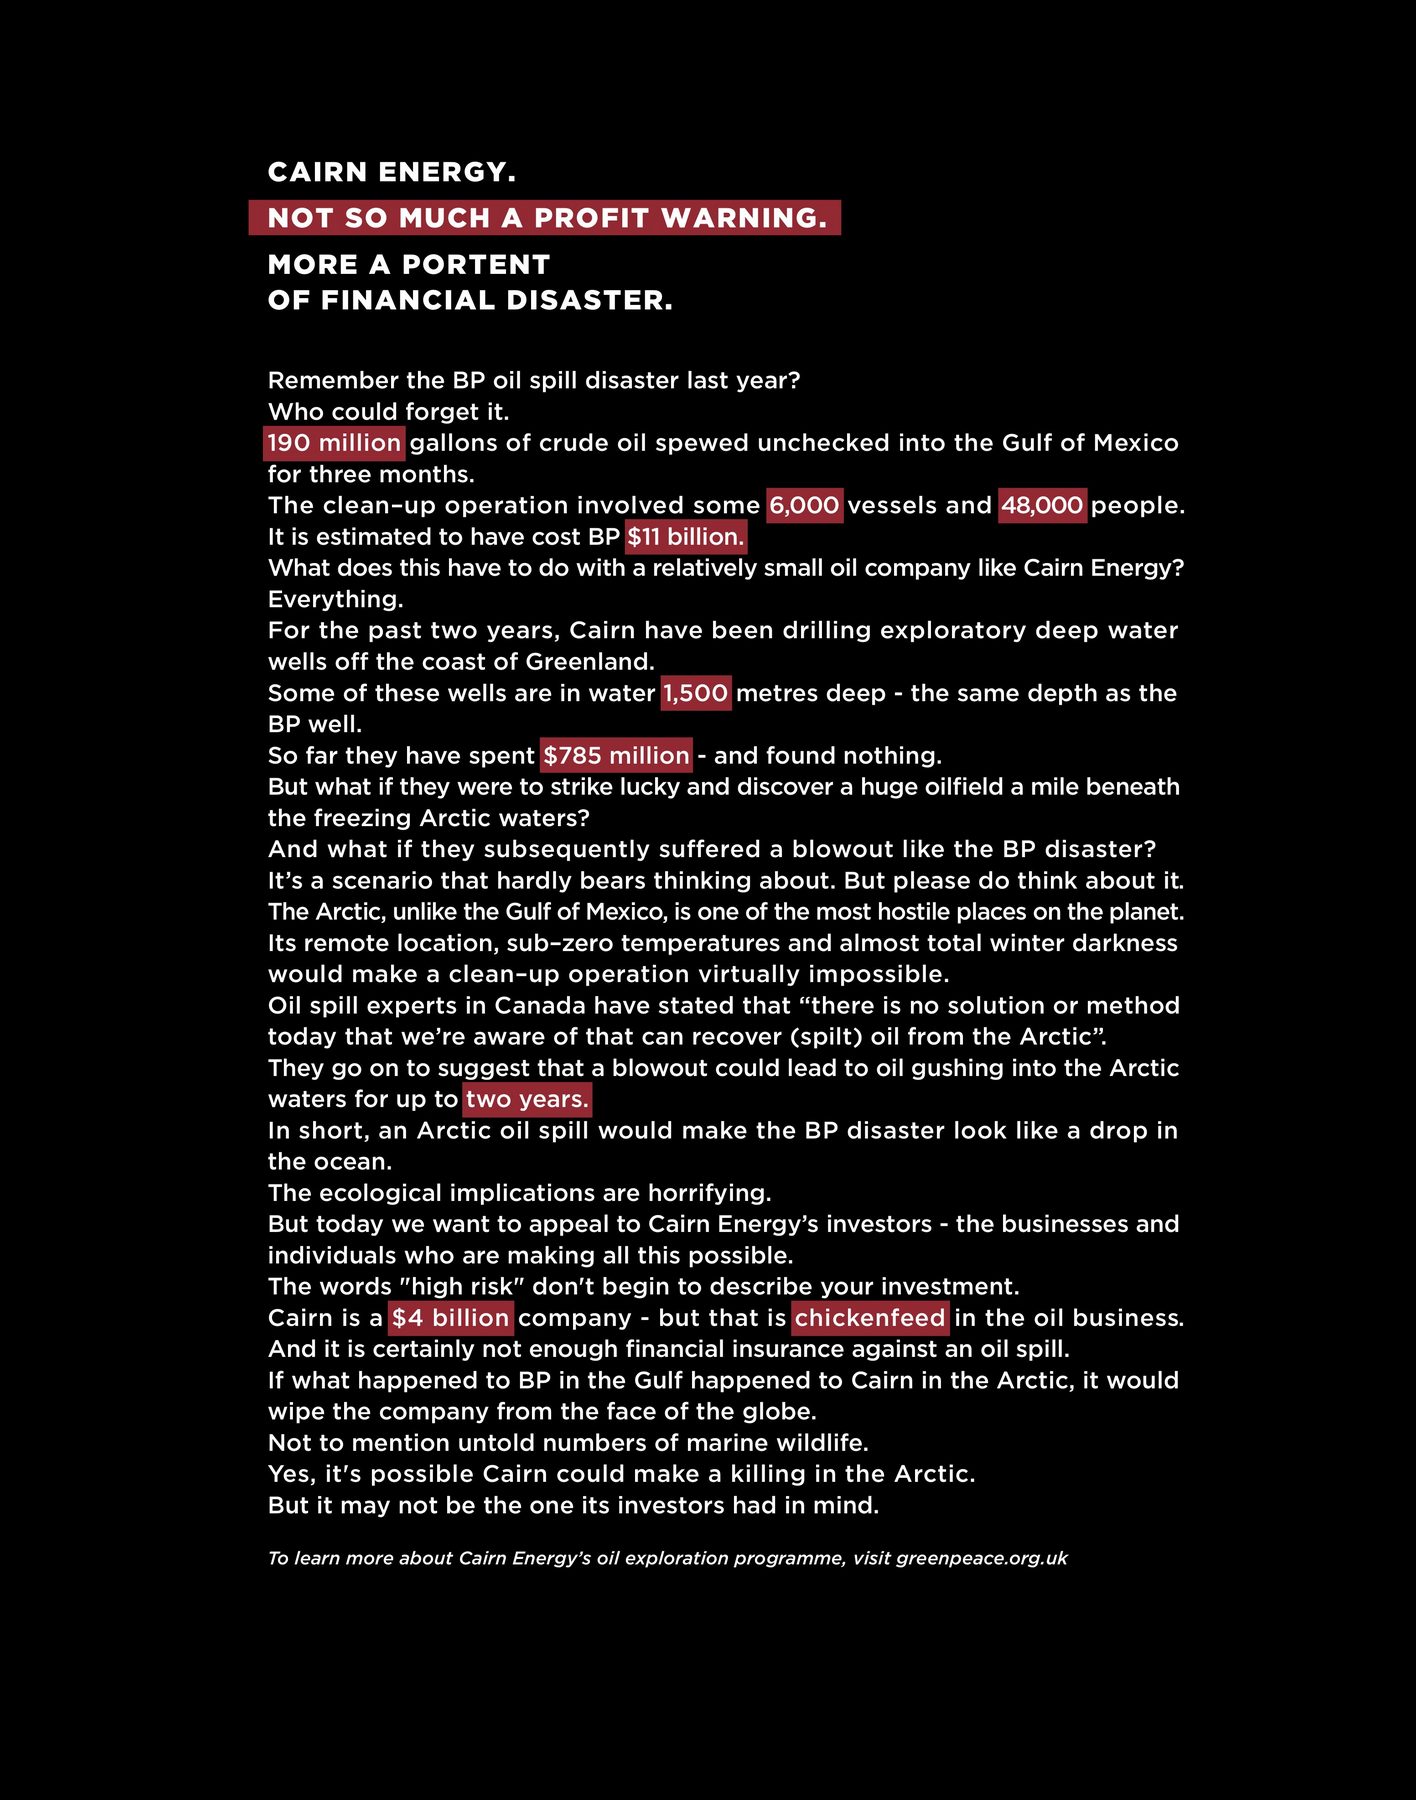 CAIRN ENERGY.
NOT SO MUCH A PROFIT WARNING.
MORE A PORTENT
OF FINANCIAL DISASTER.
Remember the BP oil spill disaster last year?
Who could forget it.
190 million gallons of crude oil spewed unchecked into the Gulf of Mexico
for three months.
The clean–up operation involved some 6,000 vessels and 48,000 people.
It is estimated to have cost BP $11 billion.
What does this have to do with a relatively small oil company like Cairn Energy?
Everything.
For the past two years, Cairn have been drilling exploratory deep water
wells off the coast of Greenland.
Some of these wells are in water 1,500 metres deep - the same depth as the
BP well.
So far they have spent $785 million - and found nothing.
But what if they were to strike lucky and discover a huge oilfield a mile beneath
the freezing Arctic waters?
And what if they subsequently suffered a blowout like the BP disaster?
It’s a scenario that hardly bears thinking about. But please do think about it.
The Arctic, unlike the Gulf of Mexico, is one of the most hostile places on the planet.
Its remote location, sub–zero temperatures and almost total winter darkness
would make a clean–up operation virtually impossible.
Oil spill experts in Canada have stated that “there is no solution or method
today that we’re aware of that can recover (spilt) oil from the Arctic”.
They go on to suggest that a blowout could lead to oil gushing into the Arctic
waters for up to two years.
In short, an Arctic oil spill would make the BP disaster look like a drop in
the ocean.
The ecological implications are horrifying.
But today we want to appeal to Cairn Energy’s investors - the businesses and
individuals who are making all this possible.
The words "high risk" don't begin to describe your investment.
Cairn is a $4 billion company - but that is chickenfeed in the oil business.
And it is certainly not enough financial insurance against an oil spill.
If what happened to BP in the Gulf happened to Cairn in the Arctic, it would
wipe the company from the face of the globe.
Not to mention untold numbers of marine wildlife.
Yes, it's possible Cairn could make a killing in the Arctic.
But it may not be the one its investors had in mind.
To learn more about Cairn Energy’s oil exploration programme, visit greenpeace.org.uk